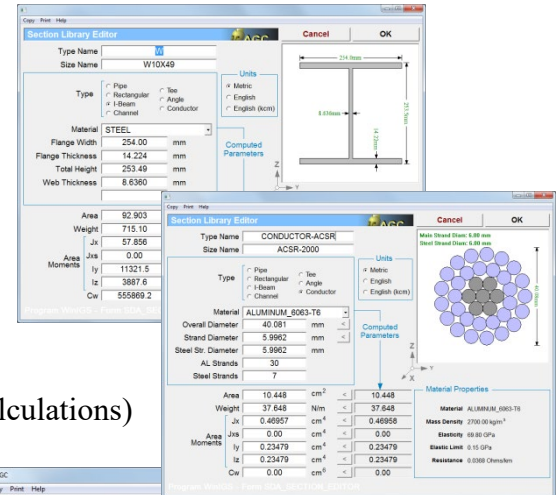 Copy Print Help
Section Library Editor
AGC
Cancel
OK
Type Name W
Size Name W10X49
Type
Pipe
Rectangular
I-Beam
Channel
Tee
Angle
Conductor
Units
Metric
English
English (kcm)
Material STEEL
Flange Width 254.00 mm
Flange Thickness 14.224 mm
Total Height 253.49 mm
Web Thickness 8.6360 mm
Computed
Parameters
8.636mm
14.22mm
Z
Y
Area 92.903
Weight 715.10
Area
Moments
Jx 57.856
Jxs 0.00
Iy 11321.5
Iz 3887.6
Cw 555869.2
Copy Print Help
Section Library Editor
AGC
Cancel
OK
Type Name CONDUCTOR-ACSR
Size Name ACSR-2000
Type
Pipe
Rectangular
I-Beam
Channel
Tee
Angle
Conductor
Units
Metric
English
English (kcm)
Material ALUMINUM_6063-T6
Overall Diameter 40.081 mm <
Strand Diameter 5.9962 mm <
Steel Str. Diameter 5.9962 mm
AL Strands 30
Steel Strands 7
Computed
Parameters
Main Strand Diam: 6.00 mm
Steel Strand Diam: 6.00 mm
Z
Y
X
Area 10.448 cm2 < 10.448
Weight 37.648 N/m < 37.648
Area
Moments
Jx 0.46957 cm4 < 0.46958
Jxs 0.00 cm4 < 0.00
Iy 0.23479 cm4 < 0.23479
Iz 0.23479 cm4 < 0.23479
Cw 0.00 cm6 < 0.00
Material Properties
Material ALUMINUM_6063-T6
Mass Density 2700.00 kg/m3
Elasticity 69.80 GPa
Elastic Limit 0.15 GPa
Resistance 0.0368 Ohms/km
lculations)
GC
Print Help